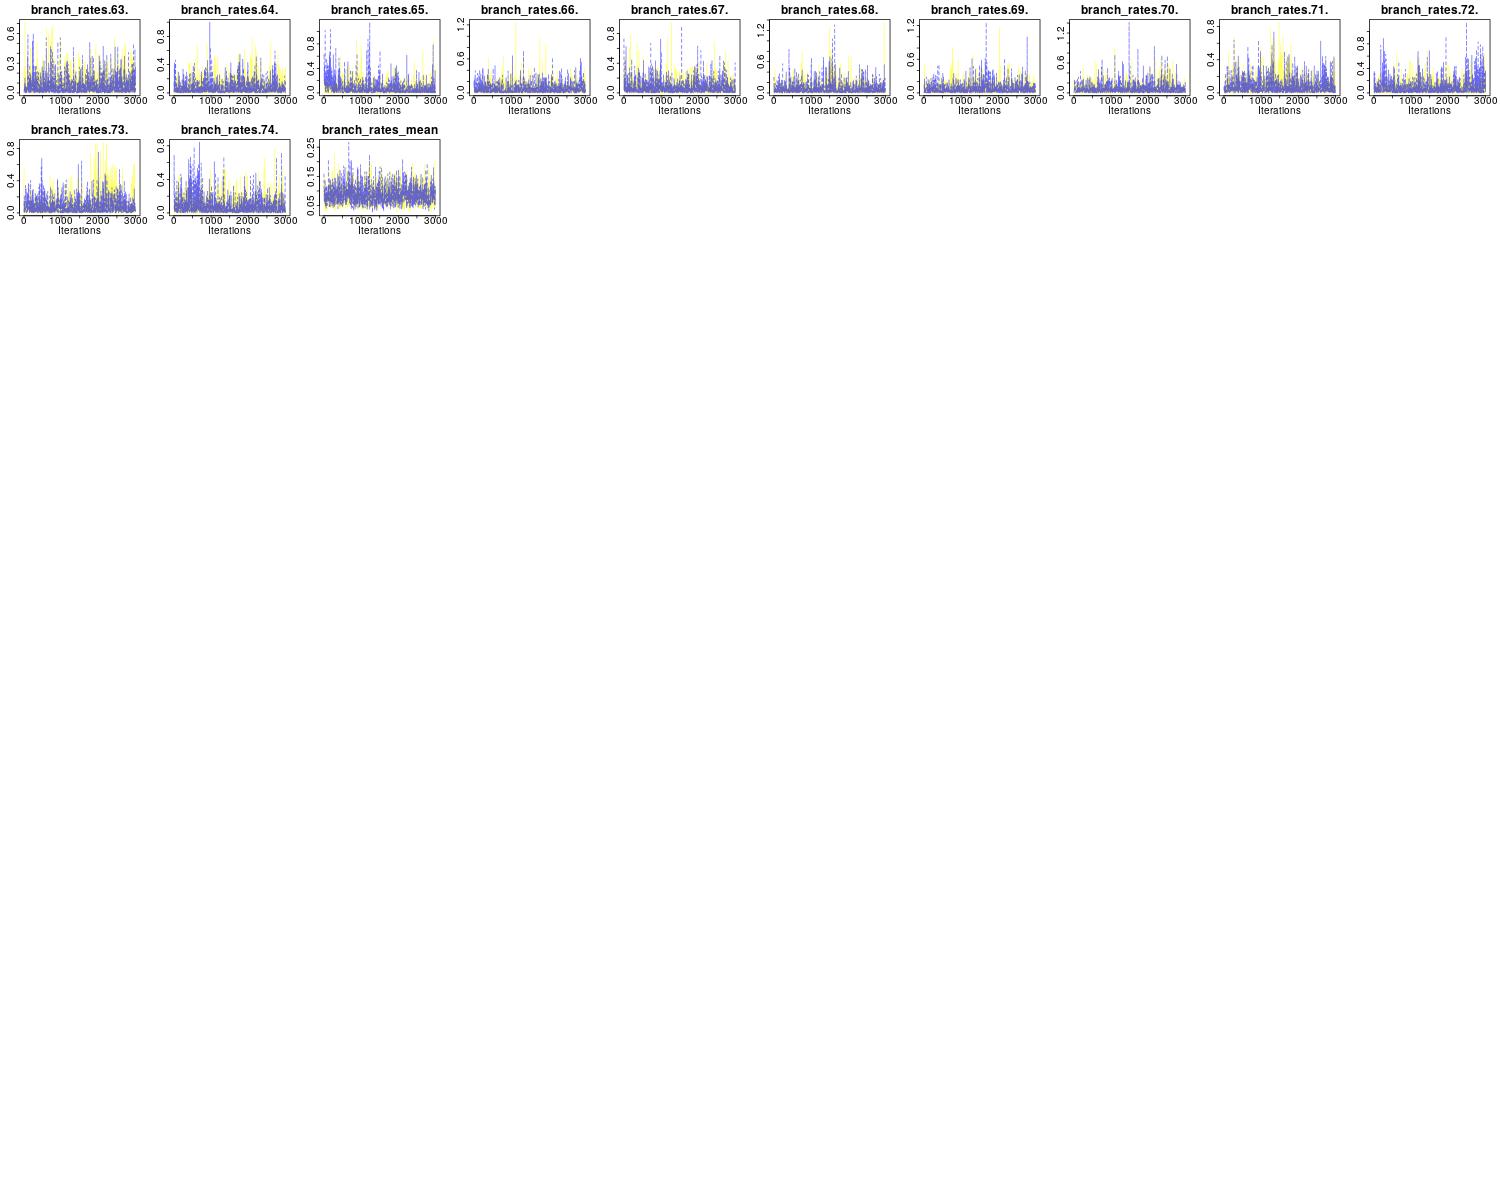 branch_rates.63. branch_rates.64. branch_rates.65. branch_rates.66. branch_rates.67. branch_rates.68. branch_rates.69. branch_rates.70. branch_rates.71. branch_rates.72.
0.0 0.3 0.6 0.0 0.4 0.8 0.0 0.4 0.8 0.0 0.6 1.2 0.0 0.4 0.8 0.0 0.6 1.2 0.0 0.6 1.2 0.0 0.6 1.2 0.0 0.4 0.8 0.0 0.4 0.8
0 1000 2000 3000 0 1000 2000 3000 0 1000 2000 3000 0 1000 2000 3000 0 1000 2000 3000 0 1000 2000 3000 0 1000 2000 3000 0 1000 2000 3000 0 1000 2000 3000 0 1000 2000 3000
Iterations Iterations Iterations Iterations Iterations Iterations Iterations Iterations Iterations Iterations
branch_rates.73. branch_rates.74. branch_rates_mean
0.0 0.4 0.8 0.0 0.4 0.8 0.05 0.15 0.25
0 1000 2000 3000 0 1000 2000 3000 0 1000 2000 3000
Iterations Iterations Iterations